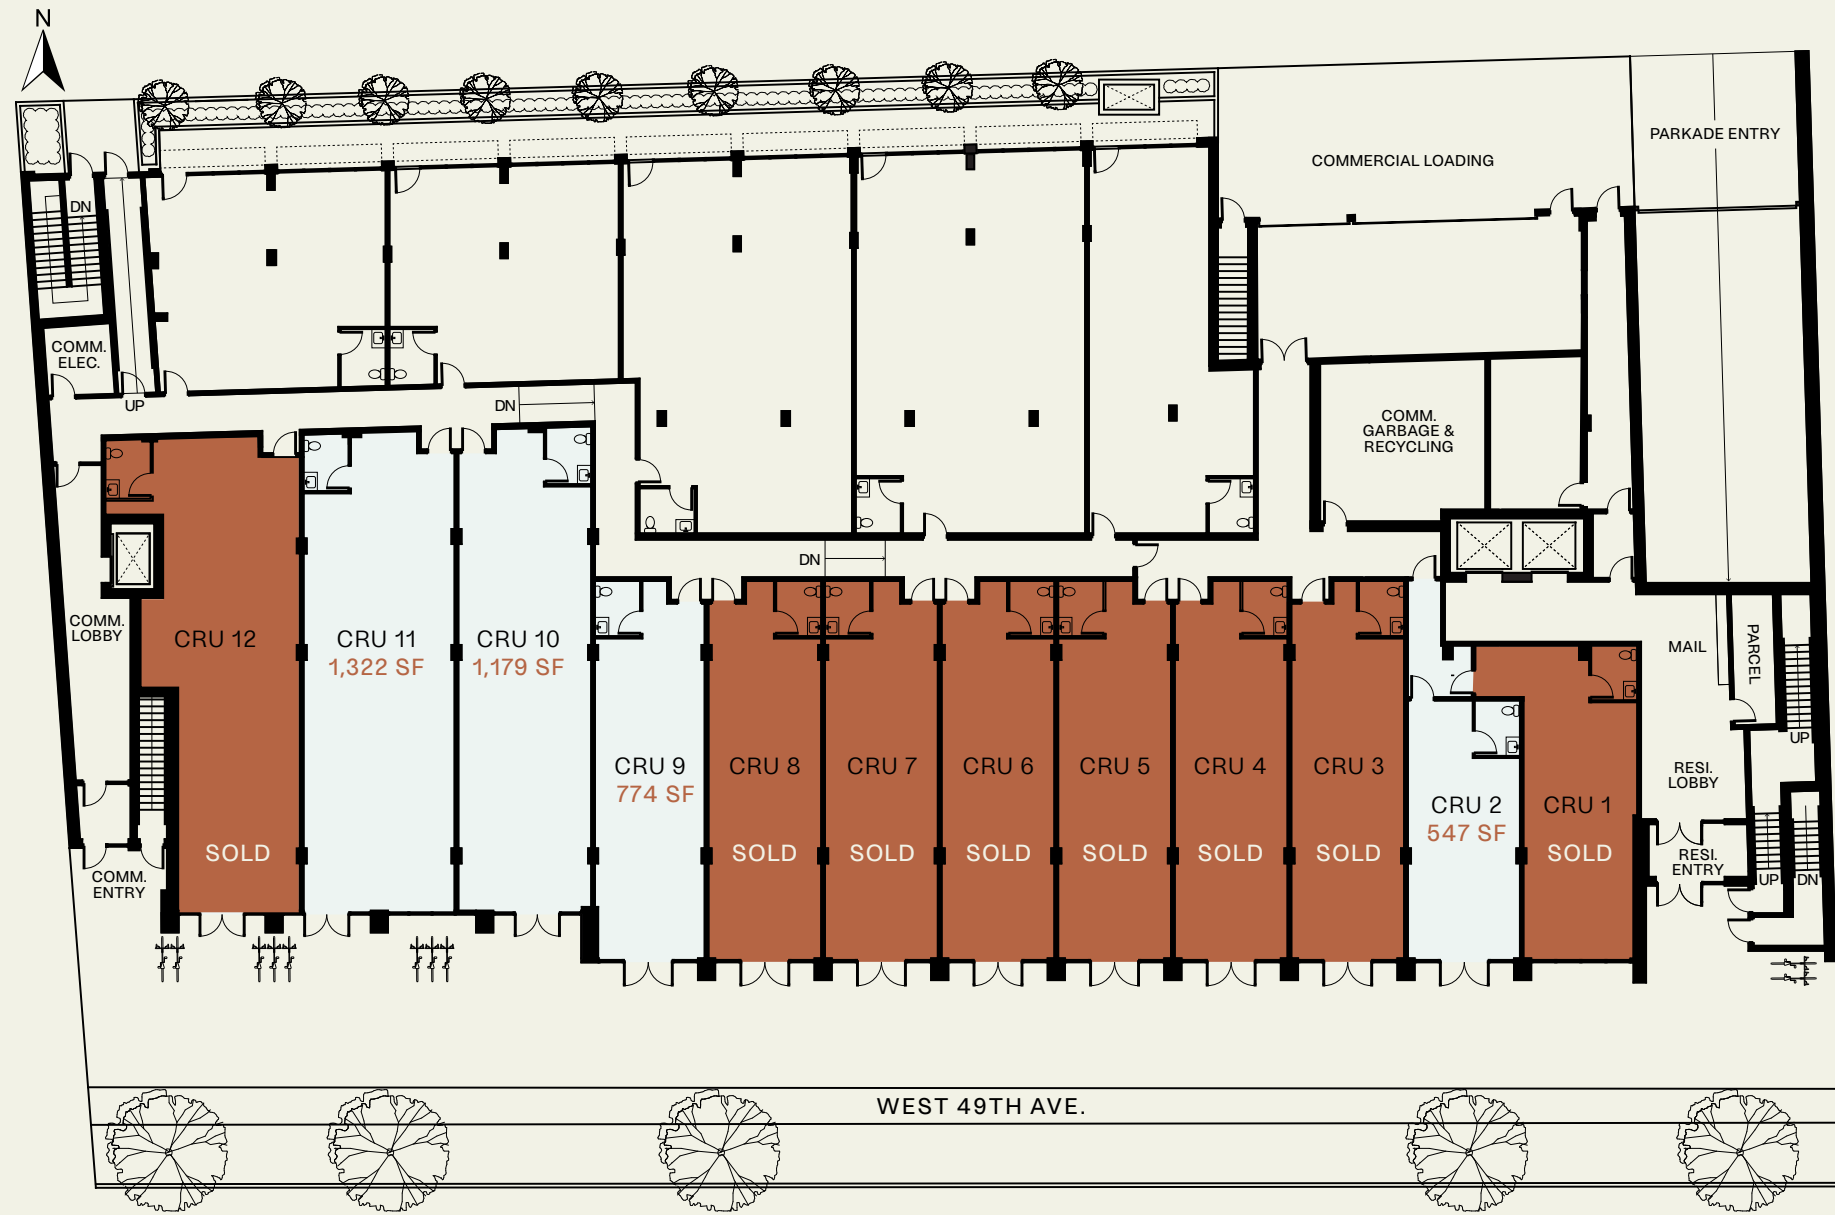 N
PARKADE ENTRY
COMMERCIAL LOADING
DN
COMM.
ELEC.
UP
DN
COMM.
GARBAGE &
RECYCLING
DN
COMM.
LOBBY
CRU 12
SOLD
CRU 11
1,322 SF
CRU 10
1,179 SF
CRU 9
774 SF
CRU 8
SOLD
CRU 7
SOLD
CRU 6
SOLD
CRU 5
SOLD
CRU 4
SOLD
CRU 3
SOLD
CRU 2
547 SF
CRU 1
SOLD
MAIL
PARCEL
UP
RESI.
LOBBY
RESI.
ENTRY
UP
DN
COMM.
ENTRY
WEST 49TH AVE.